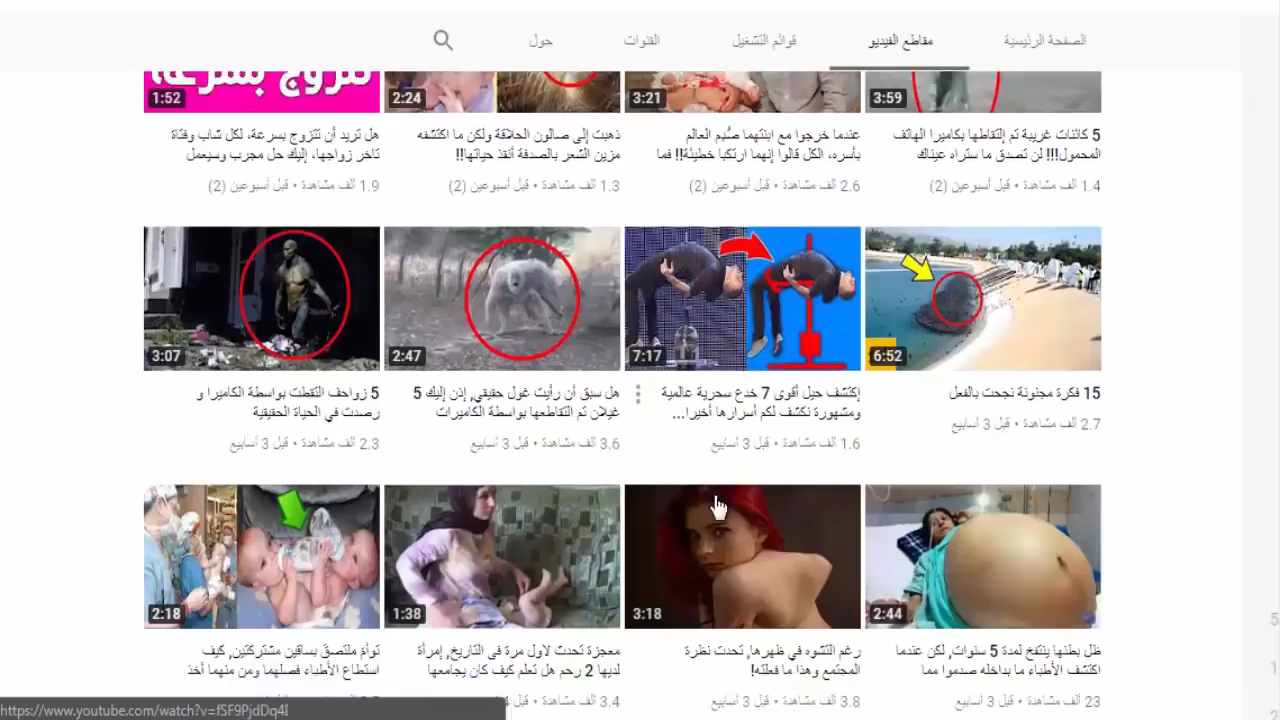 الصفحة الرئيسية
مقاطع الفيديو
قوائم التشغيل
القنوات
حول
3:59
3:21
2:24
1:52
5 كائنات غريبة تم إلتقاطها بكاميرا الهاتف
المحمول!!! لن تصدق ما ستراه عيناك
1.4 ألف مشاهدة • قبل أسبوعين (2)
عندما خرجوا مع ابنتهما صُدِم العالم
بأسره، الكل قالوا إنهما ارتكبا خطيئة!! فما
2.6 ألف مشاهدة • قبل أسبوعين (2)
ذهبت إلى صالون الحلاقة ولكن ما اكتشفه
مزين الشعر بالصدفة أنقذ حياتها!!
1.3 ألف مشاهدة • قبل أسبوعين (2)
هل تريد أن تتزوج بسرعة، لكل شاب وفتاة
تاخر زواجها، إليك حل مجرب وسيعمل
1.9 ألف مشاهدة • قبل أسبوعين (2)
6:52
7:17
2:47
3:07
15 فكرة مجنونة نجحت بالفعل
2.7 ألف مشاهدة • قبل 3 أسابيع
إكتشف حيل أقوى 7 خدع سحرية عالمية
ومشهورة نكشف لكم أسرارها أخيرا...
1.6 ألف مشاهدة • قبل 3 أسابيع
هل سبق أن رأيت غول حقيقي, إذن إليك 5
غيلان تم التقاطعها بواسطة الكاميرات
3.6 ألف مشاهدة • قبل 3 أسابيع
5 زواحف التقطت بواسطة الكاميرا و
رصدت في الحياة الحقيقية
2.3 ألف مشاهدة • قبل 3 أسابيع
2:44
3:18
1:38
2:18
ظل بطنها ينتفخ لمدة 5 سنوات, لكن عندما
اكتشف الأطباء ما بداخله صدموا مما
23 ألف مشاهدة • قبل 3 أسابيع
رغم التشوه في ظهرها, تحدت نظرة
المجتمع وهذا ما فعلته!
3.8 ألف مشاهدة • قبل 3 أسابيع
معجزة تحدث لاول مرة في التاريخ, إمرأة
لديها 2 رحم هل تعلم كيف كان يجامعها
3.4 ألف مشاهدة •
توأم ملتصق بساقين مشتركتين, كيف
استطاع الأطباء فصلهما ومن منهما أخذ
https://www.youtube.com/watch?v=fSF9PjdDq4I